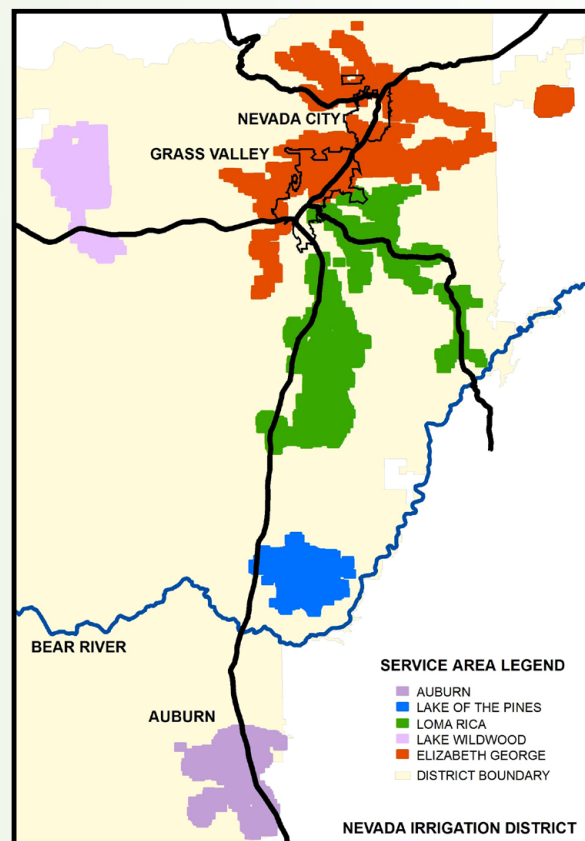 NEVADA CITY
GRASS VALLEY
BEAR RIVER
AUBURN
SERVICE AREA LEGEND
AUBURN
LAKE OF THE PINES
LOMA RICA
LAKE WILDWOOD
ELIZABETH GEORGE
DISTRICT BOUNDARY
NEVADA IRRIGATION DISTRICT